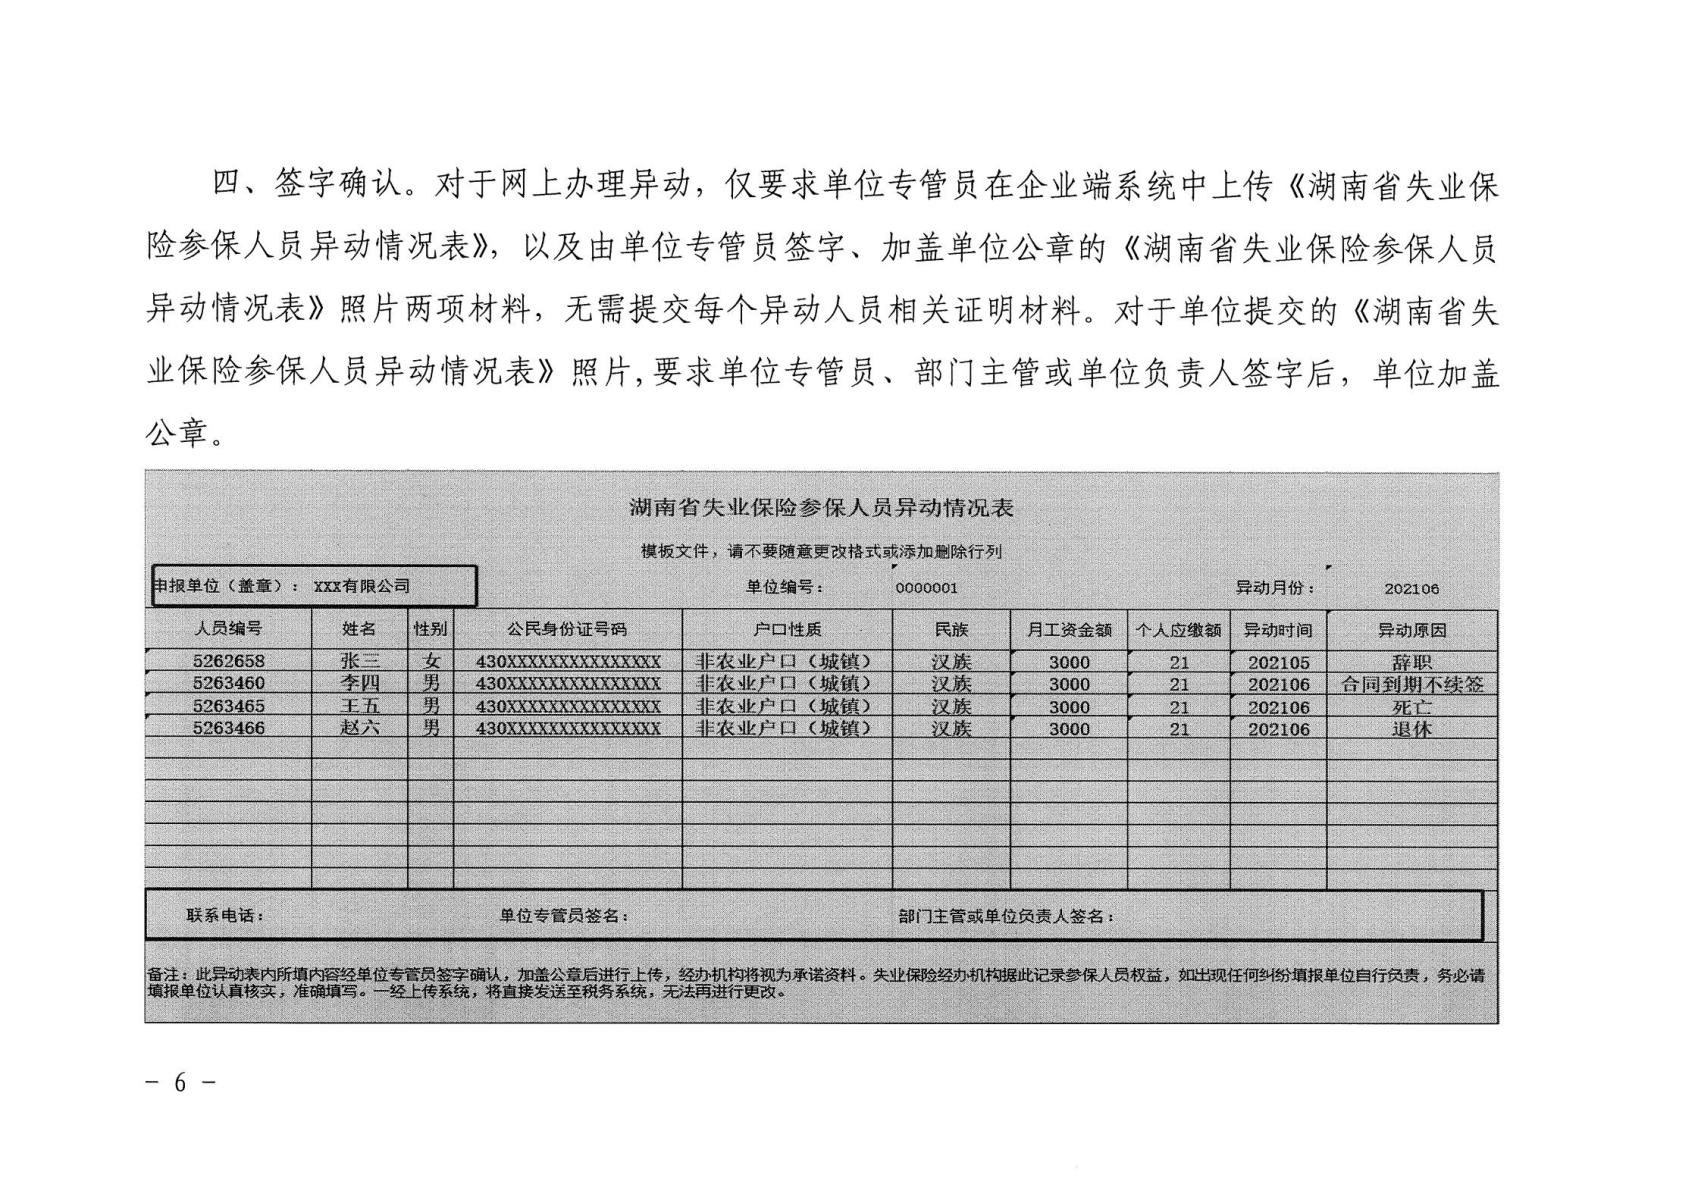 四、签字确认。对于网上办理异动，仅要求单位专管员在企业端系统中上传《湖南省失业保
险参保人员异动情况表》，以及由单位专管员签字、加盖单位公章的《湖南省失业保险参保人员
异动情况表》照片两项材料，无需提交每个异动人员相关证明材料。对于单位提交的《湖南省失
业保险参保人员异动情况表》照片,要求单位专管员、部门主管或单位负责人签字后，单位加盖
公章。
湖南省失业保险参保人员异动情况表
模板文件，请不要随意更改格式或添加删除行列
申报单位（盖章）： XXX有限公司 单位编号： 0000001 异动月份： 202106
人员编号 姓名 性别 公民身份证号码 户口性质 民族 月工资金额 个人应缴额 异动时间 异动原因
5262658 张三 女 430XXXXXXXXXXXXXXX 非农业户口（城镇） 汉族 3000 21 202105 辞职
5263460 李四 男 430XXXXXXXXXXXXXXX 非农业户口（城镇） 汉族 3000 21 202106 合同到期不续签
5263465 王五 男 430XXXXXXXXXXXXXXX 非农业户口（城镇） 汉族 3000 21 202106 死亡
5263466 赵六 男 430XXXXXXXXXXXXXXX 非农业户口（城镇） 汉族 3000 21 202106 退休
联系电话： 单位专管员签名： 部门主管或单位负责人签名：
备注：此异动表内所填内容经单位专管员签字确认，加盖公章后进行上传，经办机构将视为承诺资料。失业保险经办机构据此记录参保人员权益，如出现任何纠纷填报单位自行负责，务必请
填报单位认真核实，准确填写。一经上传系统，将直接发送至税务系统，无法再进行更改。
- 6 -